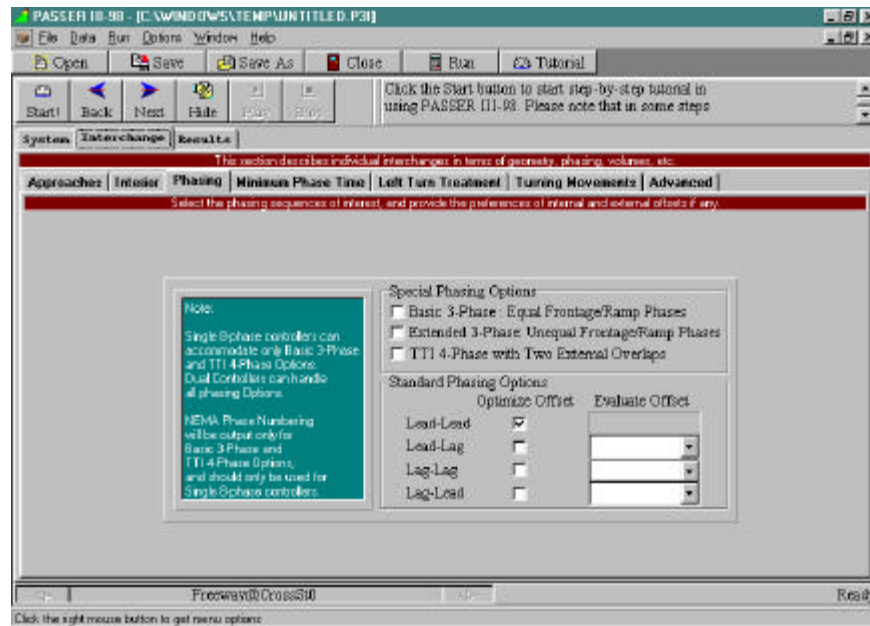 PASSER III-98 - [C:\WINDOWS\TEMP\UNTITLED.P3I]
File Data Run Options Window Help
Open Save Save As Close Run Tutorial
Start! Back Next Hide Play Stop
Click the Start button to start step-by-step tutorial in
using PASSER III-98. Please note that in some steps
System Interchange Results
This section describes individual interchanges in terms of geometry, phasing, volumes, etc.
Approaches Interior Phasing Minimum Phase Time Left Turn Treatment Turning Movements Advanced
Select the phasing sequences of interest, and provide the preferences of internal and external offsets if any.
Note:
Single 8-phase controllers can
accommodate only Basic 3-Phase
and TTI 4-Phase Options.
Dual Controllers can handle
all phasing Options.
NEMA Phase Numbering
will be output only for
Basic 3-Phase and
TTI 4-Phase Options,
and should only be used for
Single 8-phase controllers.
Special Phasing Options
Basic 3-Phase : Equal Frontage/Ramp Phases
Extended 3-Phase: Unequal Frontage/Ramp Phases
TTI 4-Phase with Two External Overlaps
Standard Phasing Options
Optimize Offset Evaluate Offset
Lead-Lead
Lead-Lag
Lag-Lag
Lag-Lead
Freeway@CrossSt0
Ready
Click the right mouse button to get menu options